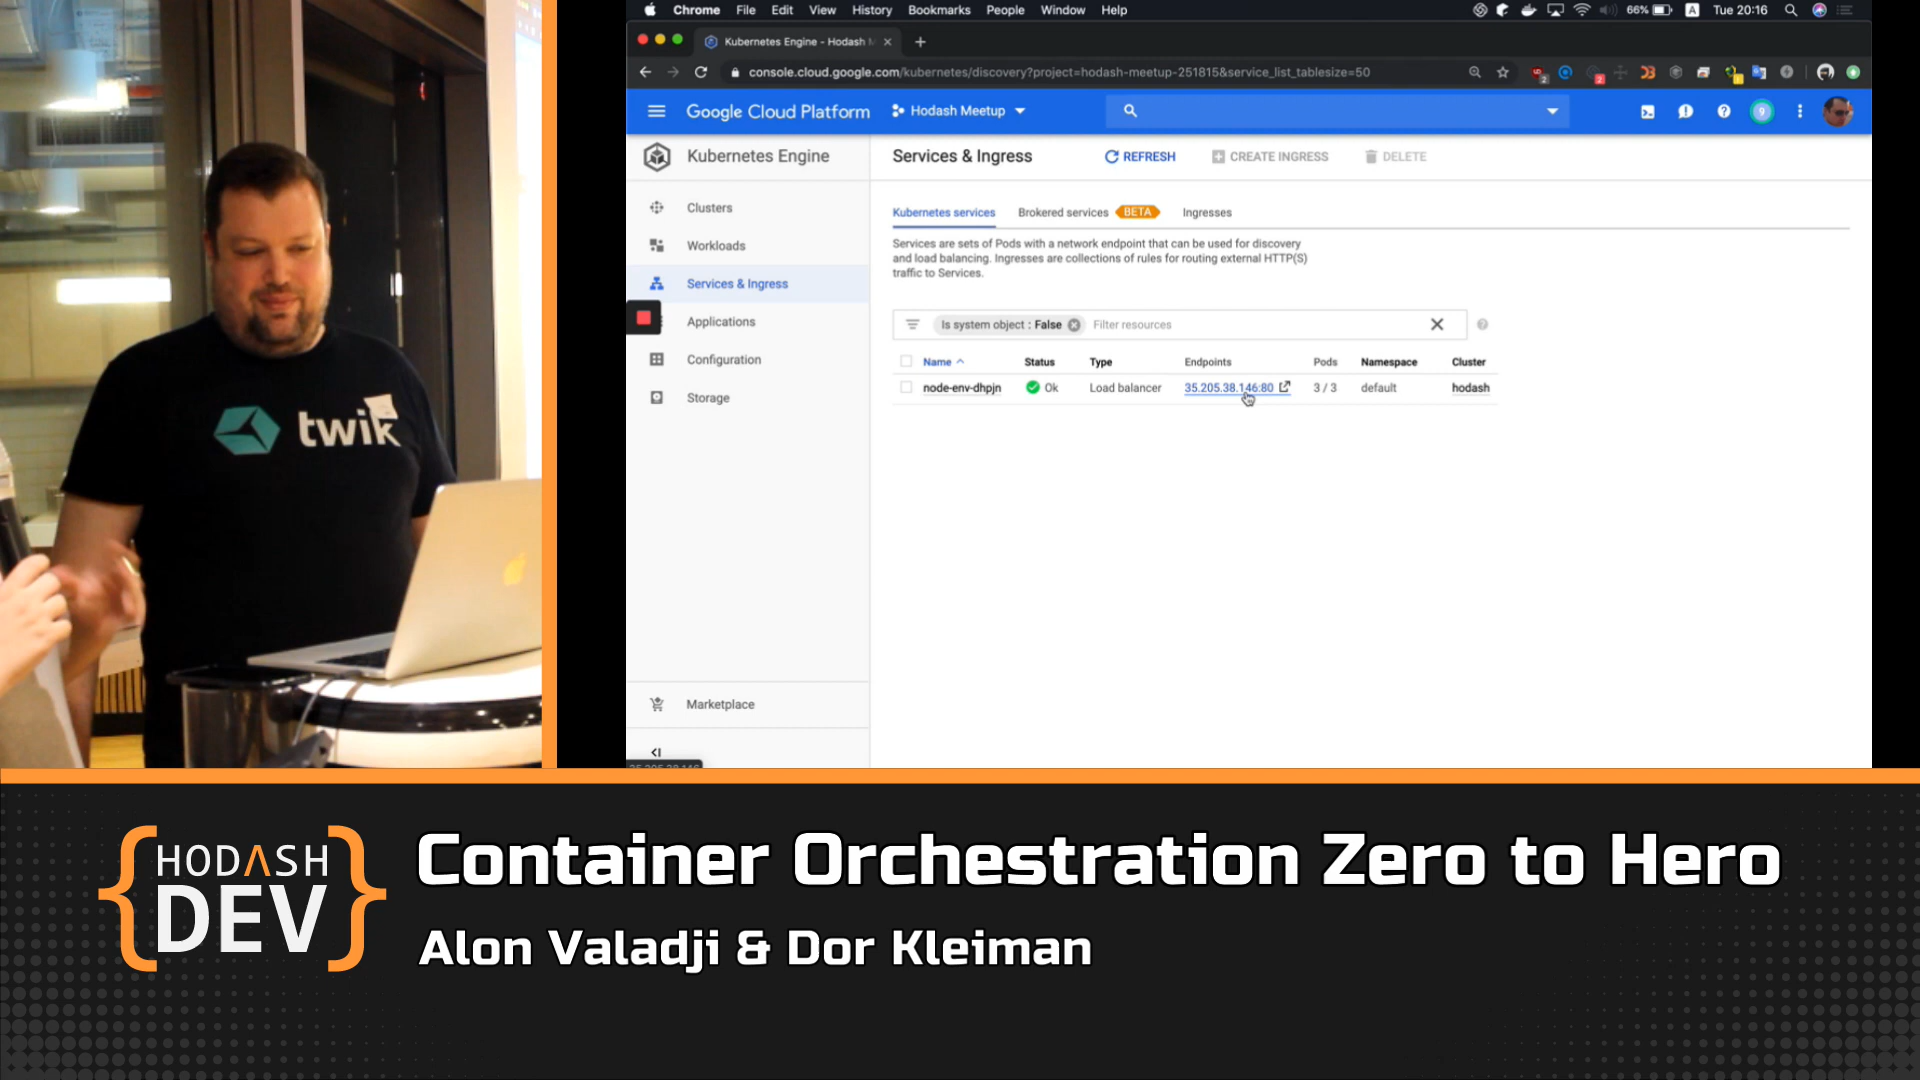 twik
Chrome File Edit View History Bookmarks People Window Help
66% A Tue 20:16
Kubernetes Engine - Hodash
console.cloud.google.com/kubernetes/discovery?project=hodash-meetup-251815&service_list_tablesize=50
Google Cloud Platform Hodash Meetup
Kubernetes Engine
Clusters
Workloads
Services & Ingress
Applications
Configuration
Storage
Marketplace
Services & Ingress REFRESH CREATE INGRESS DELETE
Kubernetes services Brokered services BETA Ingresses
Services are sets of Pods with a network endpoint that can be used for discovery
and load balancing. Ingresses are collections of rules for routing external HTTP(S)
traffic to Services.
Is system object : False Filter resources
Name Status Type Endpoints Pods Namespace Cluster
node-env-dhpjn Ok Load balancer 35.205.38.146:80 3 / 3 default hodash
HODASH
DEV
Container Orchestration Zero to Hero
Alon Valadji & Dor Kleiman